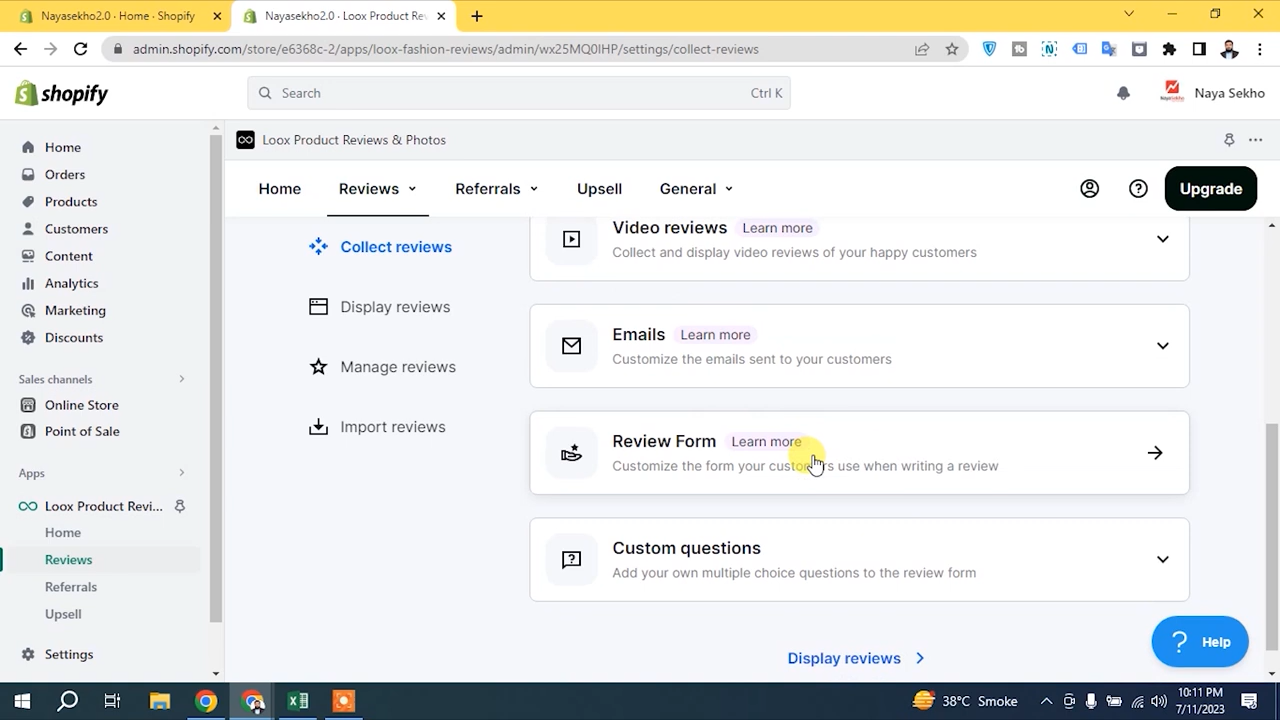 Nayasekho2.0 · Home · Shopify
Nayasekho2.0 · Loox Product Rev
admin.shopify.com/store/e6368c-2/apps/loox-fashion-reviews/admin/wx25MQ0lHP/settings/collect-reviews
shopify
Search
Ctrl K
Naya Sekho
Home
Orders
Products
Customers
Content
Analytics
Marketing
Discounts
Sales channels
Online Store
Point of Sale
Apps
Loox Product Revi...
Home
Reviews
Referrals
Upsell
Settings
Loox Product Reviews & Photos
Home
Reviews
Referrals
Upsell
General
Upgrade
Collect reviews
Display reviews
Manage reviews
Import reviews
Video reviews Learn more
Collect and display video reviews of your happy customers
Emails Learn more
Customize the emails sent to your customers
Review Form Learn more
Customize the form your customers use when writing a review
Custom questions
Add your own multiple choice questions to the review form
Display reviews
? Help
38°C Smoke
10:11 PM
7/11/2023